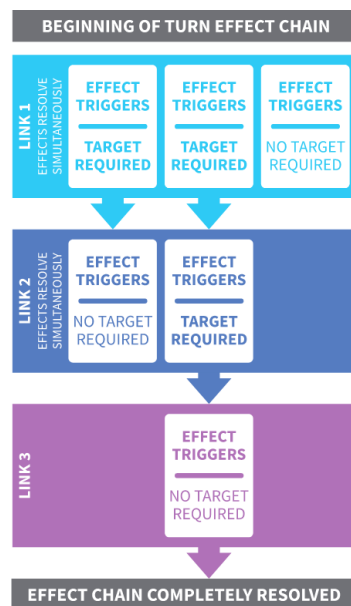 BEGINNING OF TURN EFFECT CHAIN
LINK 1
EFFECTS RESOLVE
SIMULTANEOUSLY
EFFECT
TRIGGERS
TARGET
REQUIRED
EFFECT
TRIGGERS
TARGET
REQUIRED
EFFECT
TRIGGERS
NO TARGET
REQUIRED
LINK 2
EFFECTS RESOLVE
SIMULTANEOUSLY
EFFECT
TRIGGERS
NO TARGET
REQUIRED
EFFECT
TRIGGERS
TARGET
REQUIRED
LINK 3
EFFECT
TRIGGERS
NO TARGET
REQUIRED
EFFECT CHAIN COMPLETELY RESOLVED